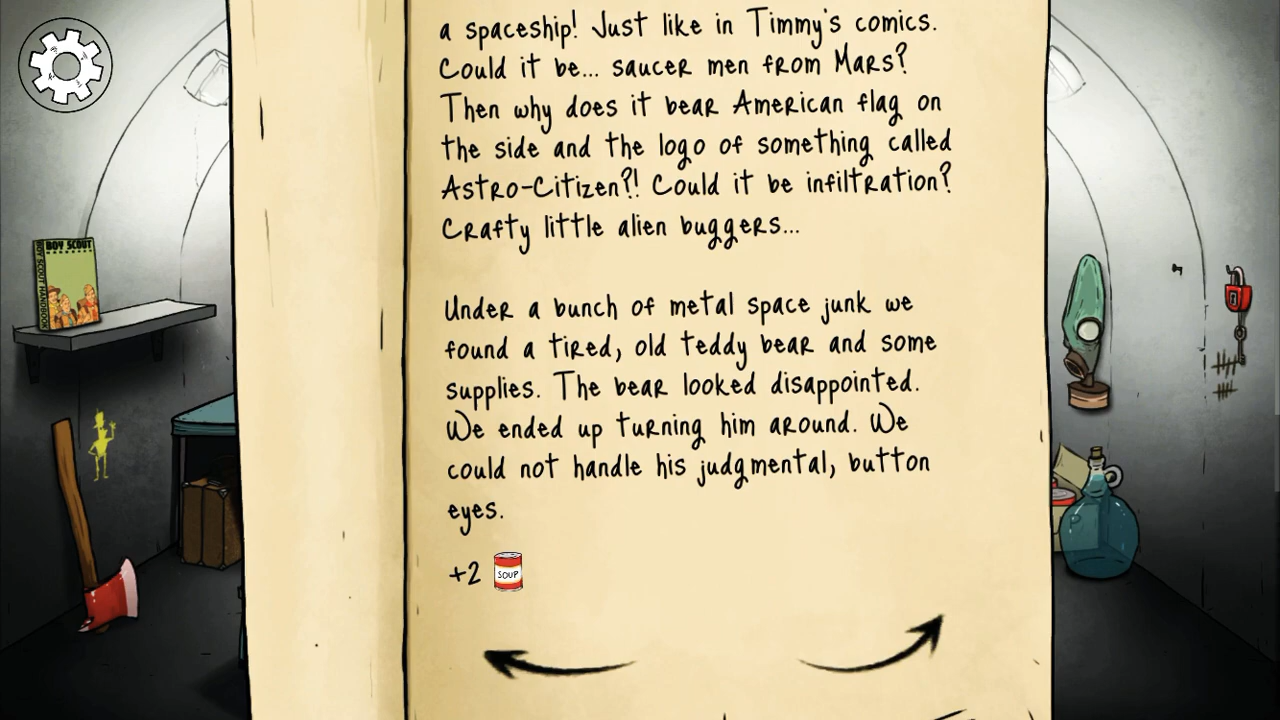 a spaceship! Just like in Timmy's comics.
Could it be... saucer men from Mars?
Then why does it bear American flag on
the side and the logo of something called
Astro-Citizen?! Could it be infiltration?
Crafty little alien buggers...
Under a bunch of metal space junk we
found a tired, old teddy bear and some
supplies. The bear looked disappointed.
We ended up turning him around. We
could not handle his judgmental, button
eyes.
+2 SOUP
BOY SCOUT
BOY SCOUT HANDBOOK